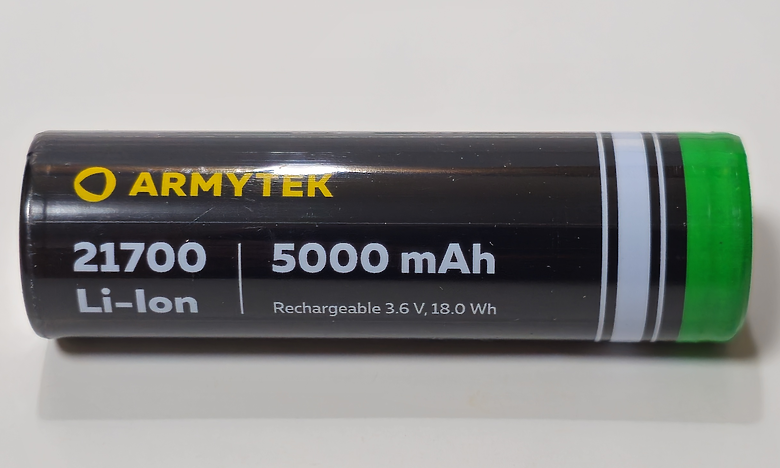 ARMYTEK
21700
Li-Ion
5000 mAh
Rechargeable 3.6 V, 18.0 Wh